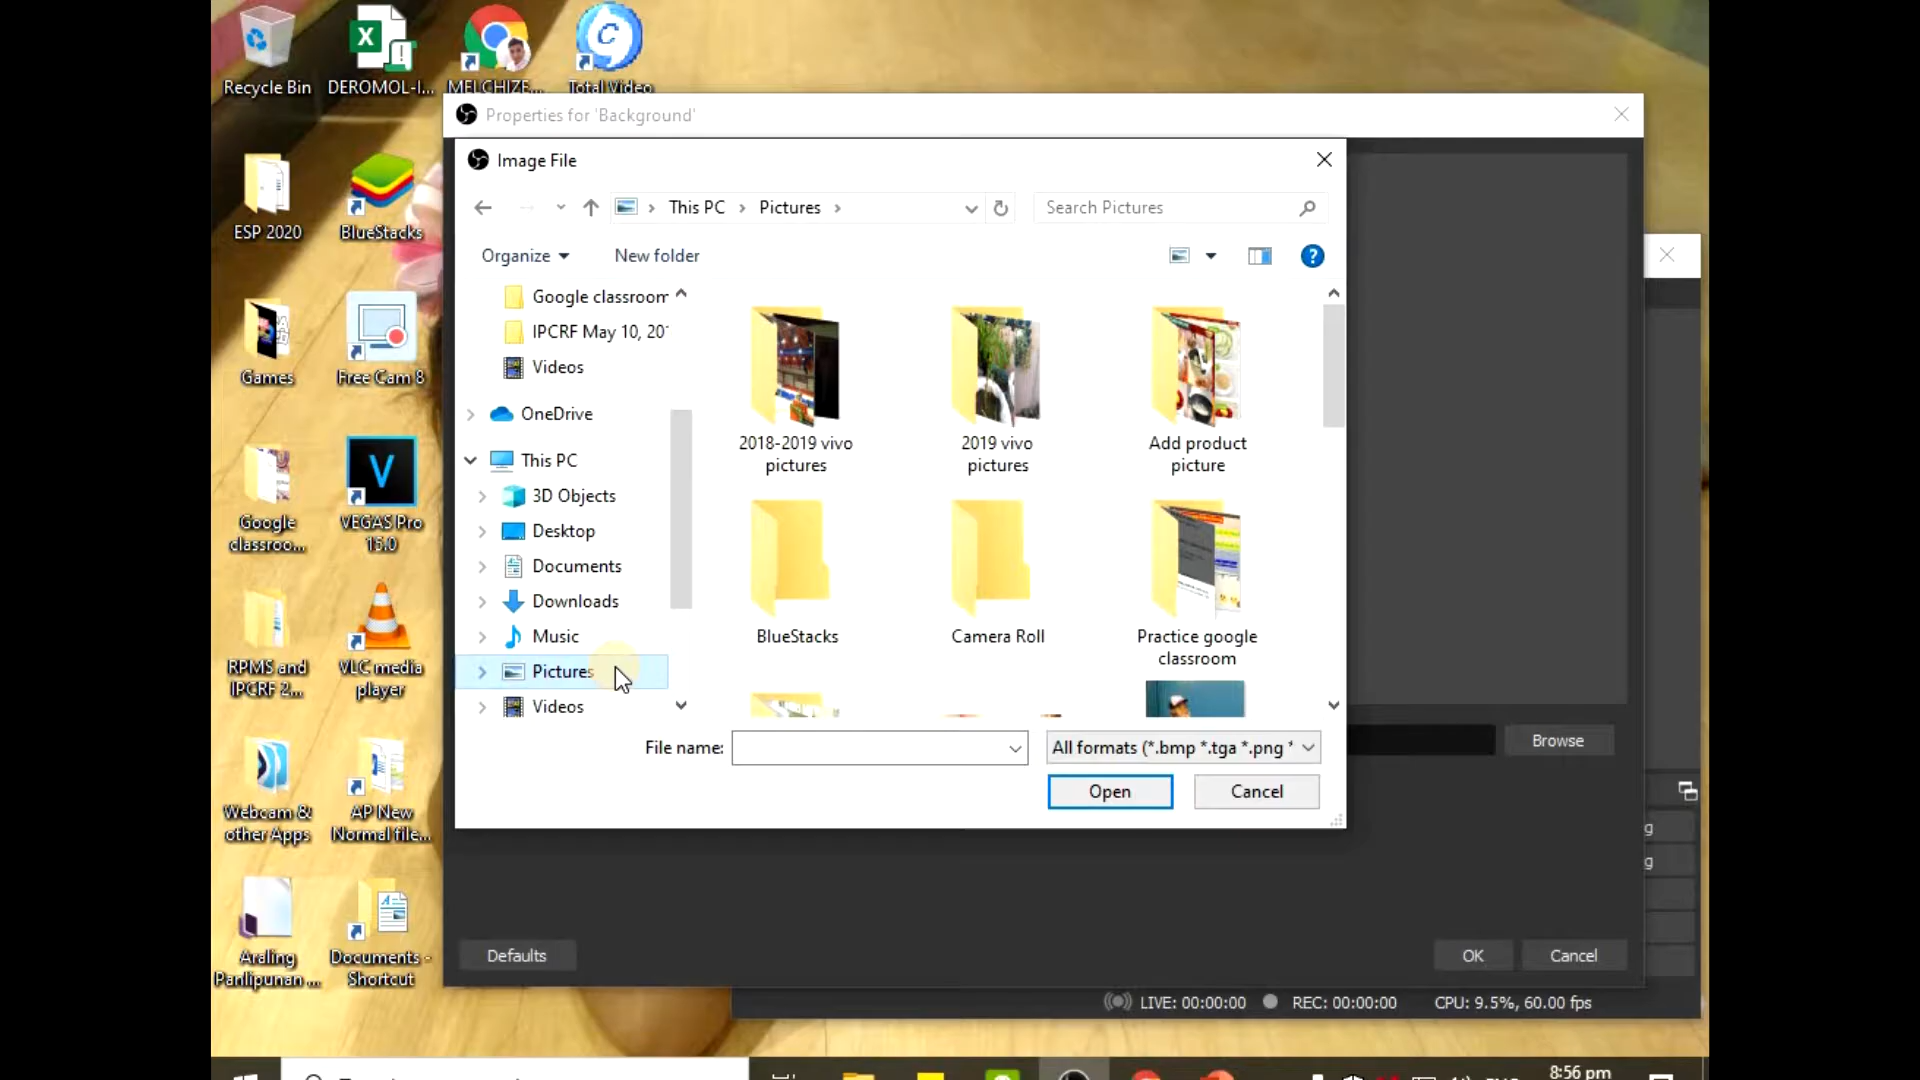 Recycle Bin
DEROMOL-I...
MELCHIZE...
Total Video
ESP 2020
BlueStacks
Games
Free Cam 8
Google
classroo...
VEGAS Pro
15.0
RPMS and
IPCRF 2...
VLC media
player
Webcam &
other Apps
AP New
Normal file...
Araling
Panlipunan ...
Documents -
Shortcut
Properties for 'Background'
Image File
This PC
Pictures
Search Pictures
Organize
New folder
Google classroom
IPCRF May 10, 20
Videos
OneDrive
This PC
3D Objects
Desktop
Documents
Downloads
Music
Pictures
Videos
2018-2019 vivo
pictures
2019 vivo
pictures
Add product
picture
BlueStacks
Camera Roll
Practice google
classroom
File name:
All formats (*.bmp *.tga *.png *
Open
Cancel
Browse
Defaults
OK
Cancel
LIVE: 00:00:00
REC: 00:00:00
CPU: 9.5%, 60.00 fps
8:56 pm